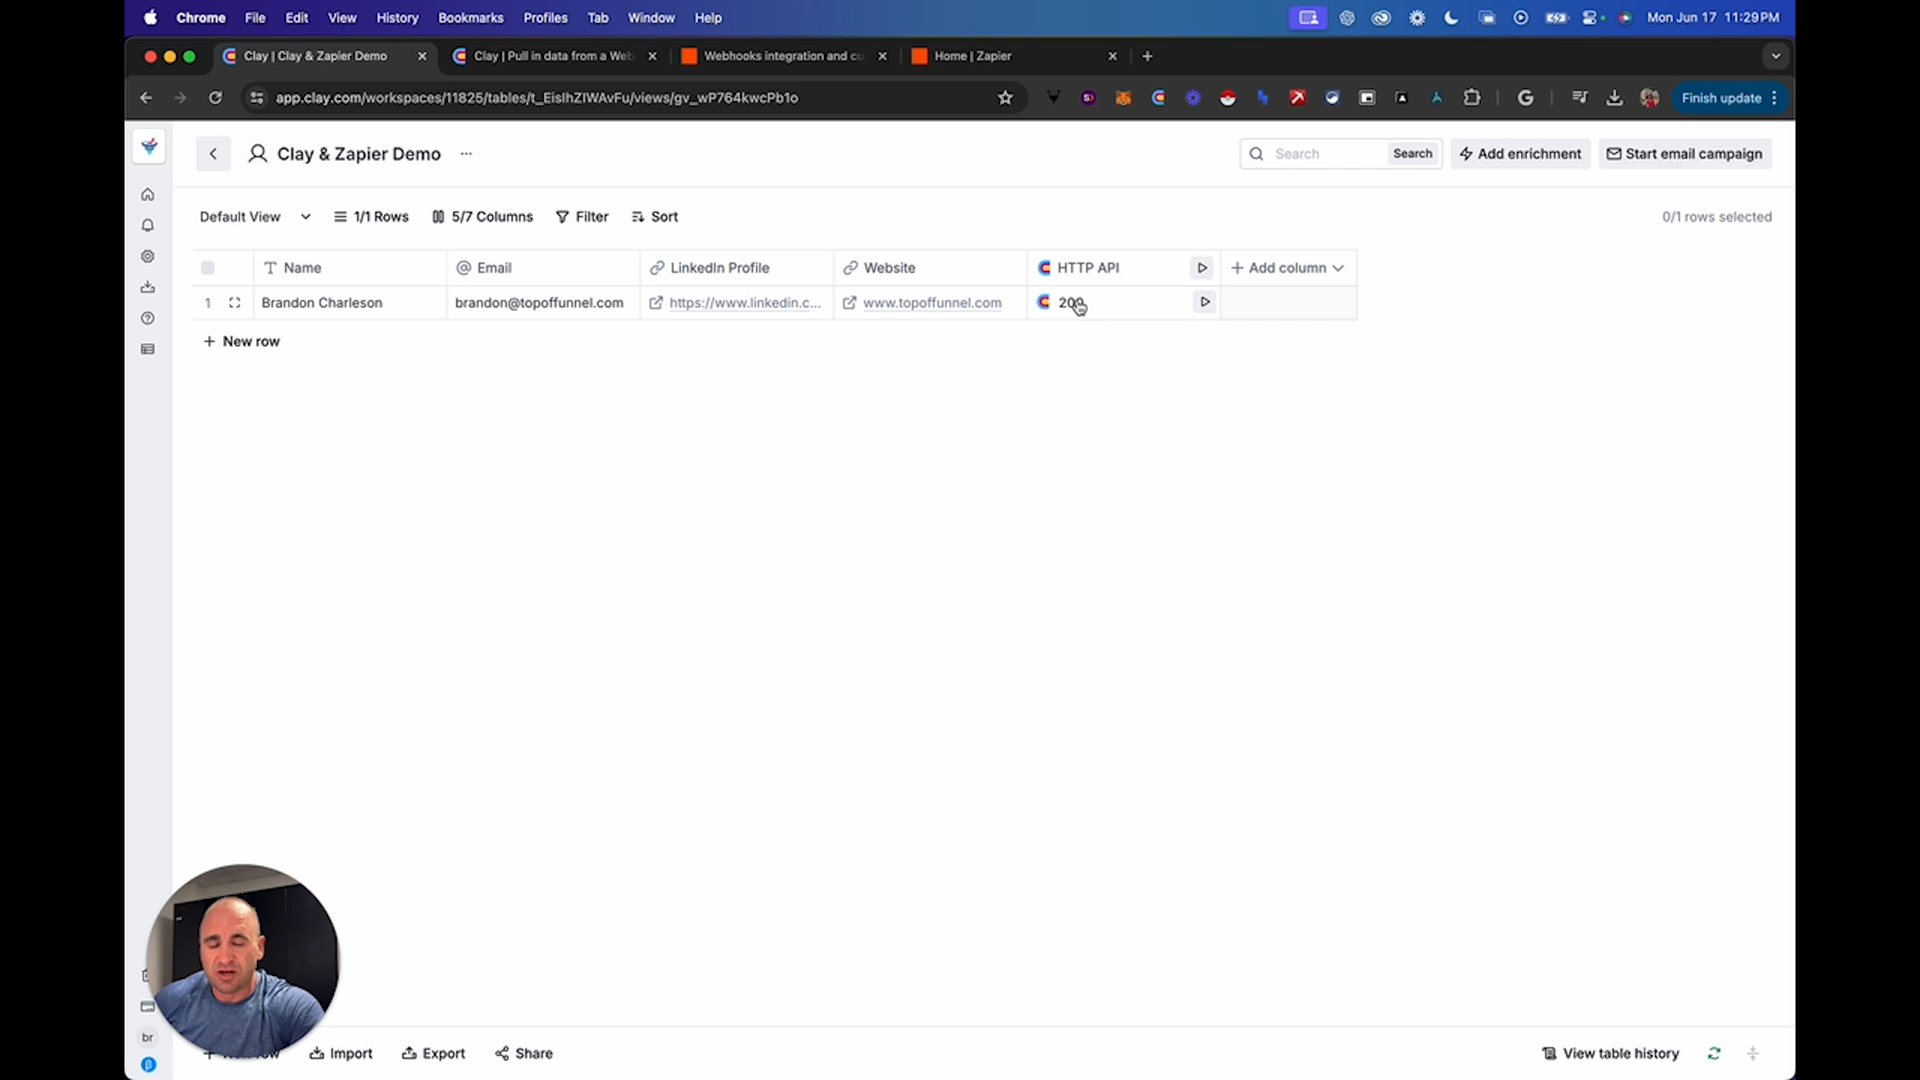 Chrome File Edit View History Bookmarks Profiles Tab Window Help Mon Jun 17 11:29 PM
Clay | Clay & Zapier Demo Clay | Pull in data from a Web Webhooks integration and cu Home | Zapier
app.clay.com/workspaces/11825/tables/t_EisIhZIWAvFu/views/gv_wP764kwcPb1o Finish update
Clay & Zapier Demo ... Search Search Add enrichment Start email campaign
Default View 1/1 Rows 5/7 Columns Filter Sort 0/1 rows selected
Name Email LinkedIn Profile Website HTTP API + Add column
1 Brandon Charleson brandon@topoffunnel.com https://www.linkedin.c... www.topoffunnel.com 200
+ New row
br
Import Export Share View table history